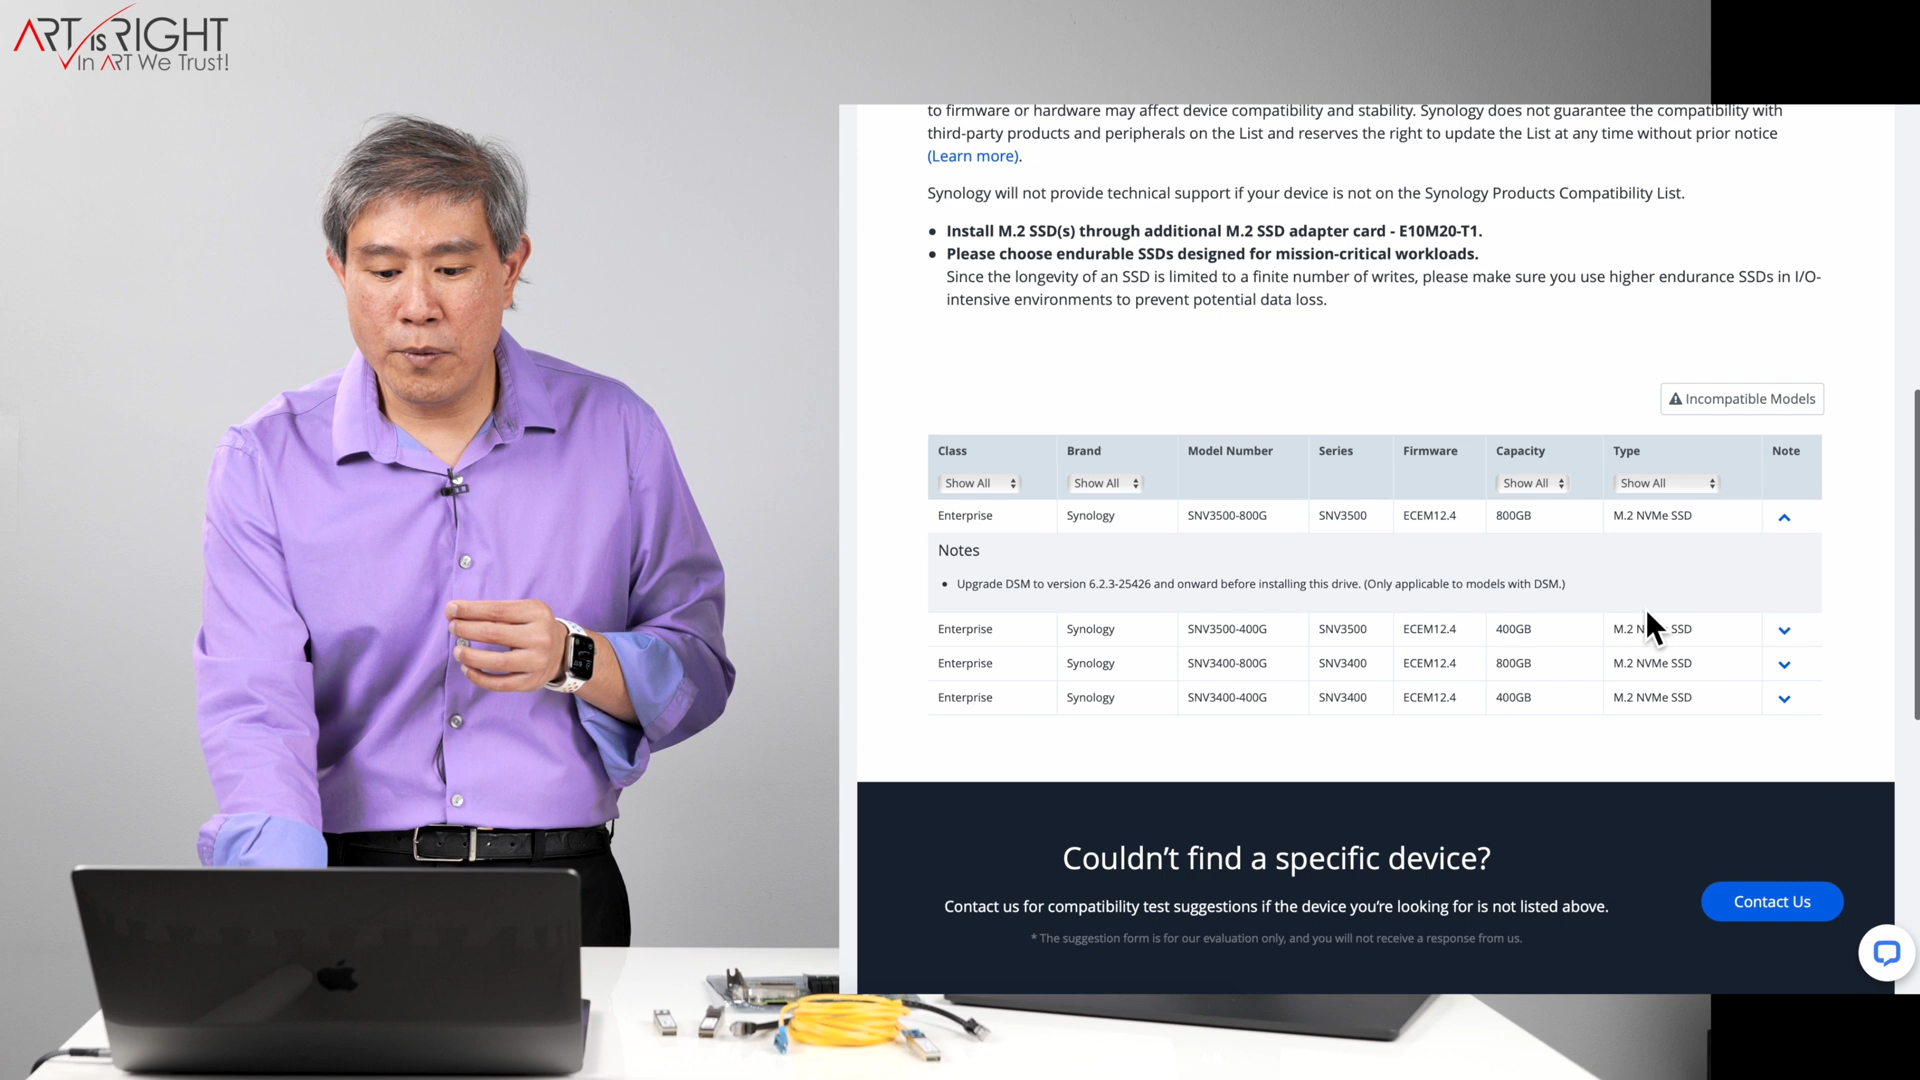 ART is RIGHT
In ART We Trust!
to firmware or hardware may affect device compatibility and stability. Synology does not guarantee the compatibility with
third-party products and peripherals on the List and reserves the right to update the List at any time without prior notice
(Learn more).
Synology will not provide technical support if your device is not on the Synology Products Compatibility List.
• Install M.2 SSD(s) through additional M.2 SSD adapter card - E10M20-T1.
• Please choose endurable SSDs designed for mission-critical workloads.
Since the longevity of an SSD is limited to a finite number of writes, please make sure you use higher endurance SSDs in I/O-
intensive environments to prevent potential data loss.
Incompatible Models
Class Brand Model Number Series Firmware Capacity Type Note
Show All Show All Show All Show All
Enterprise Synology SNV3500-800G SNV3500 ECEM12.4 800GB M.2 NVMe SSD
Notes
• Upgrade DSM to version 6.2.3-25426 and onward before installing this drive. (Only applicable to models with DSM.)
Enterprise Synology SNV3500-400G SNV3500 ECEM12.4 400GB M.2 N SSD
Enterprise Synology SNV3400-800G SNV3400 ECEM12.4 800GB M.2 NVMe SSD
Enterprise Synology SNV3400-400G SNV3400 ECEM12.4 400GB M.2 NVMe SSD
Couldn't find a specific device?
Contact us for compatibility test suggestions if the device you're looking for is not listed above.
Contact Us
* The suggestion form is for our evaluation only, and you will not receive a response from us.